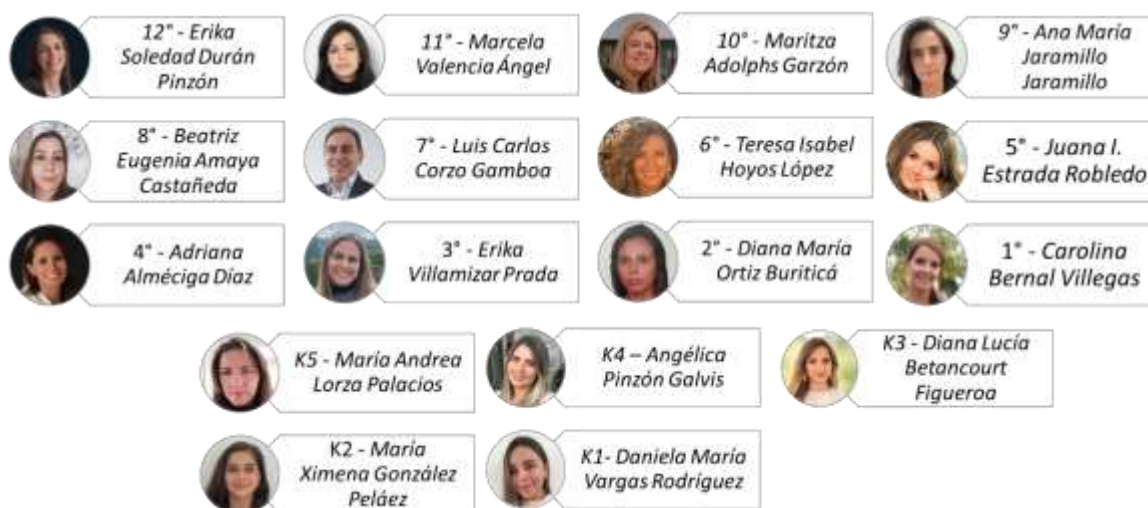 12° - Erika
Soledad Durán
Pinzón
11° - Marcela
Valencia Ángel
10° - Maritza
Adolphs Garzón
9° - Ana María
Jaramillo
Jaramillo
8° - Beatriz
Eugenia Amaya
Castañeda
7° - Luis Carlos
Corzo Gamboa
6° - Teresa Isabel
Hoyos López
5° - Juana I.
Estrada Robledo
4° - Adriana
Alméciga Díaz
3° - Erika
Villamizar Prada
2° - Diana María
Ortiz Buriticá
1° - Carolina
Bernal Villegas
K5 - María Andrea
Lorza Palacios
K4 – Angélica
Pinzón Galvis
K3 - Diana Lucía
Betancourt
Figueroa
K2 - María
Ximena González
Peláez
K1- Daniela María
Vargas Rodríguez